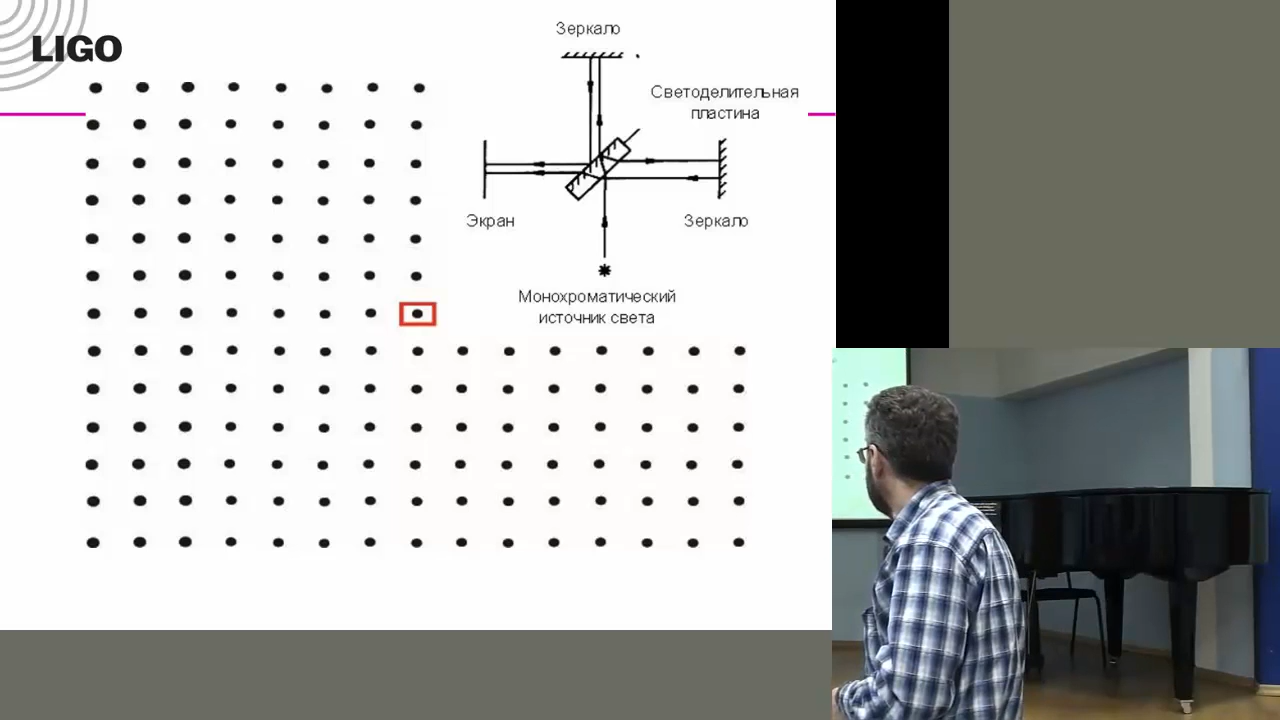 LIGO
Зеркало
Светоделительная
пластина
Экран
Зеркало
Монохроматический
источник света